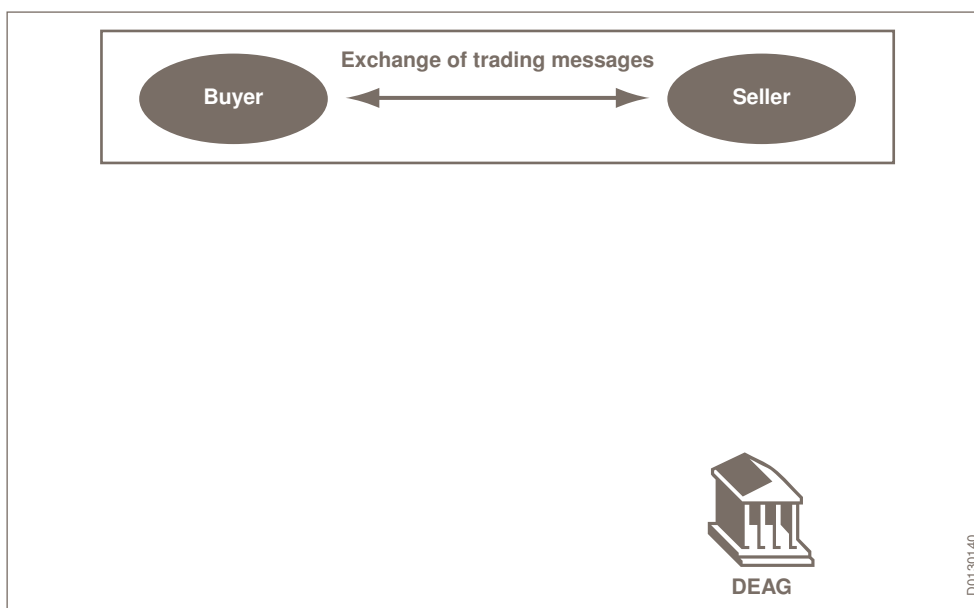 Exchange of trading messages
Buyer
Seller
DEAG
D0130140